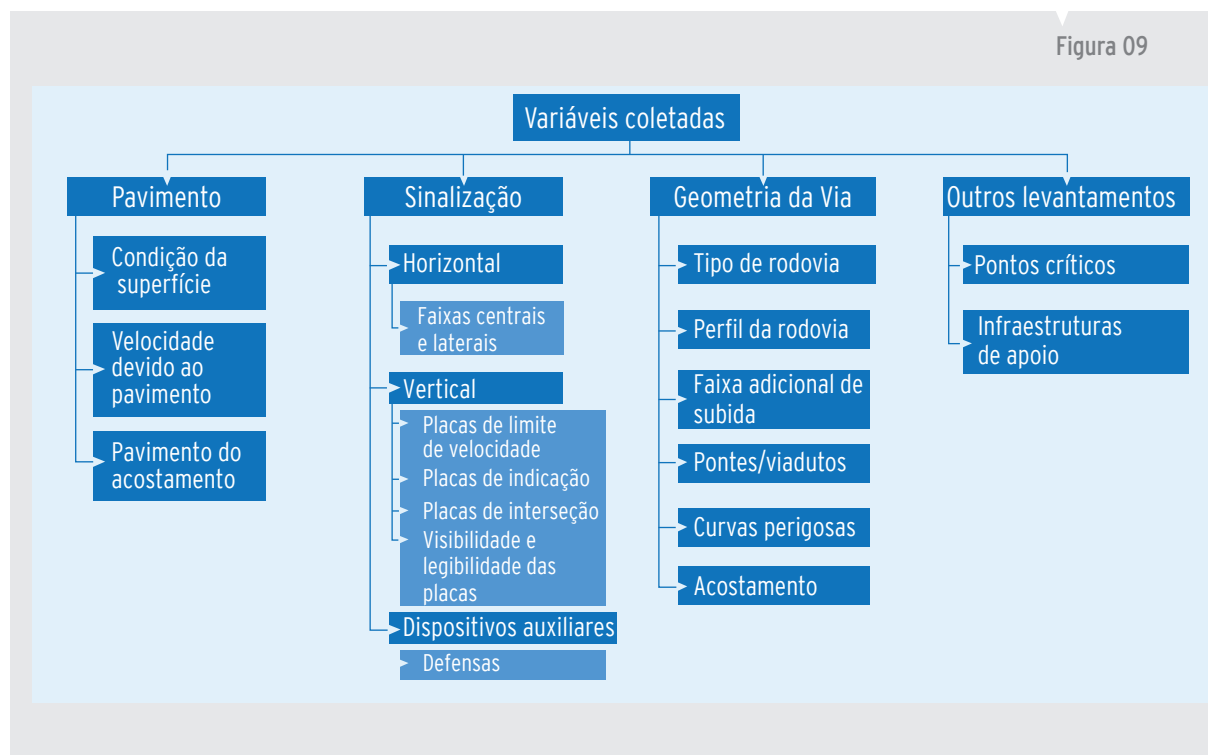 Figura 09
Variáveis coletadas
Pavimento
Condição da
superfície
Velocidade
devido ao
pavimento
Pavimento do
acostamento
Sinalização
Horizontal
Faixas centrais
e laterais
Vertical
Placas de limite
de velocidade
Placas de indicação
Placas de interseção
Visibilidade e
legibilidade das
placas
Dispositivos auxiliares
Defensas
Geometria da Via
Tipo de rodovia
Perfil da rodovia
Faixa adicional de
subida
Pontes/viadutos
Curvas perigosas
Acostamento
Outros levantamentos
Pontos críticos
Infraestruturas
de apoio